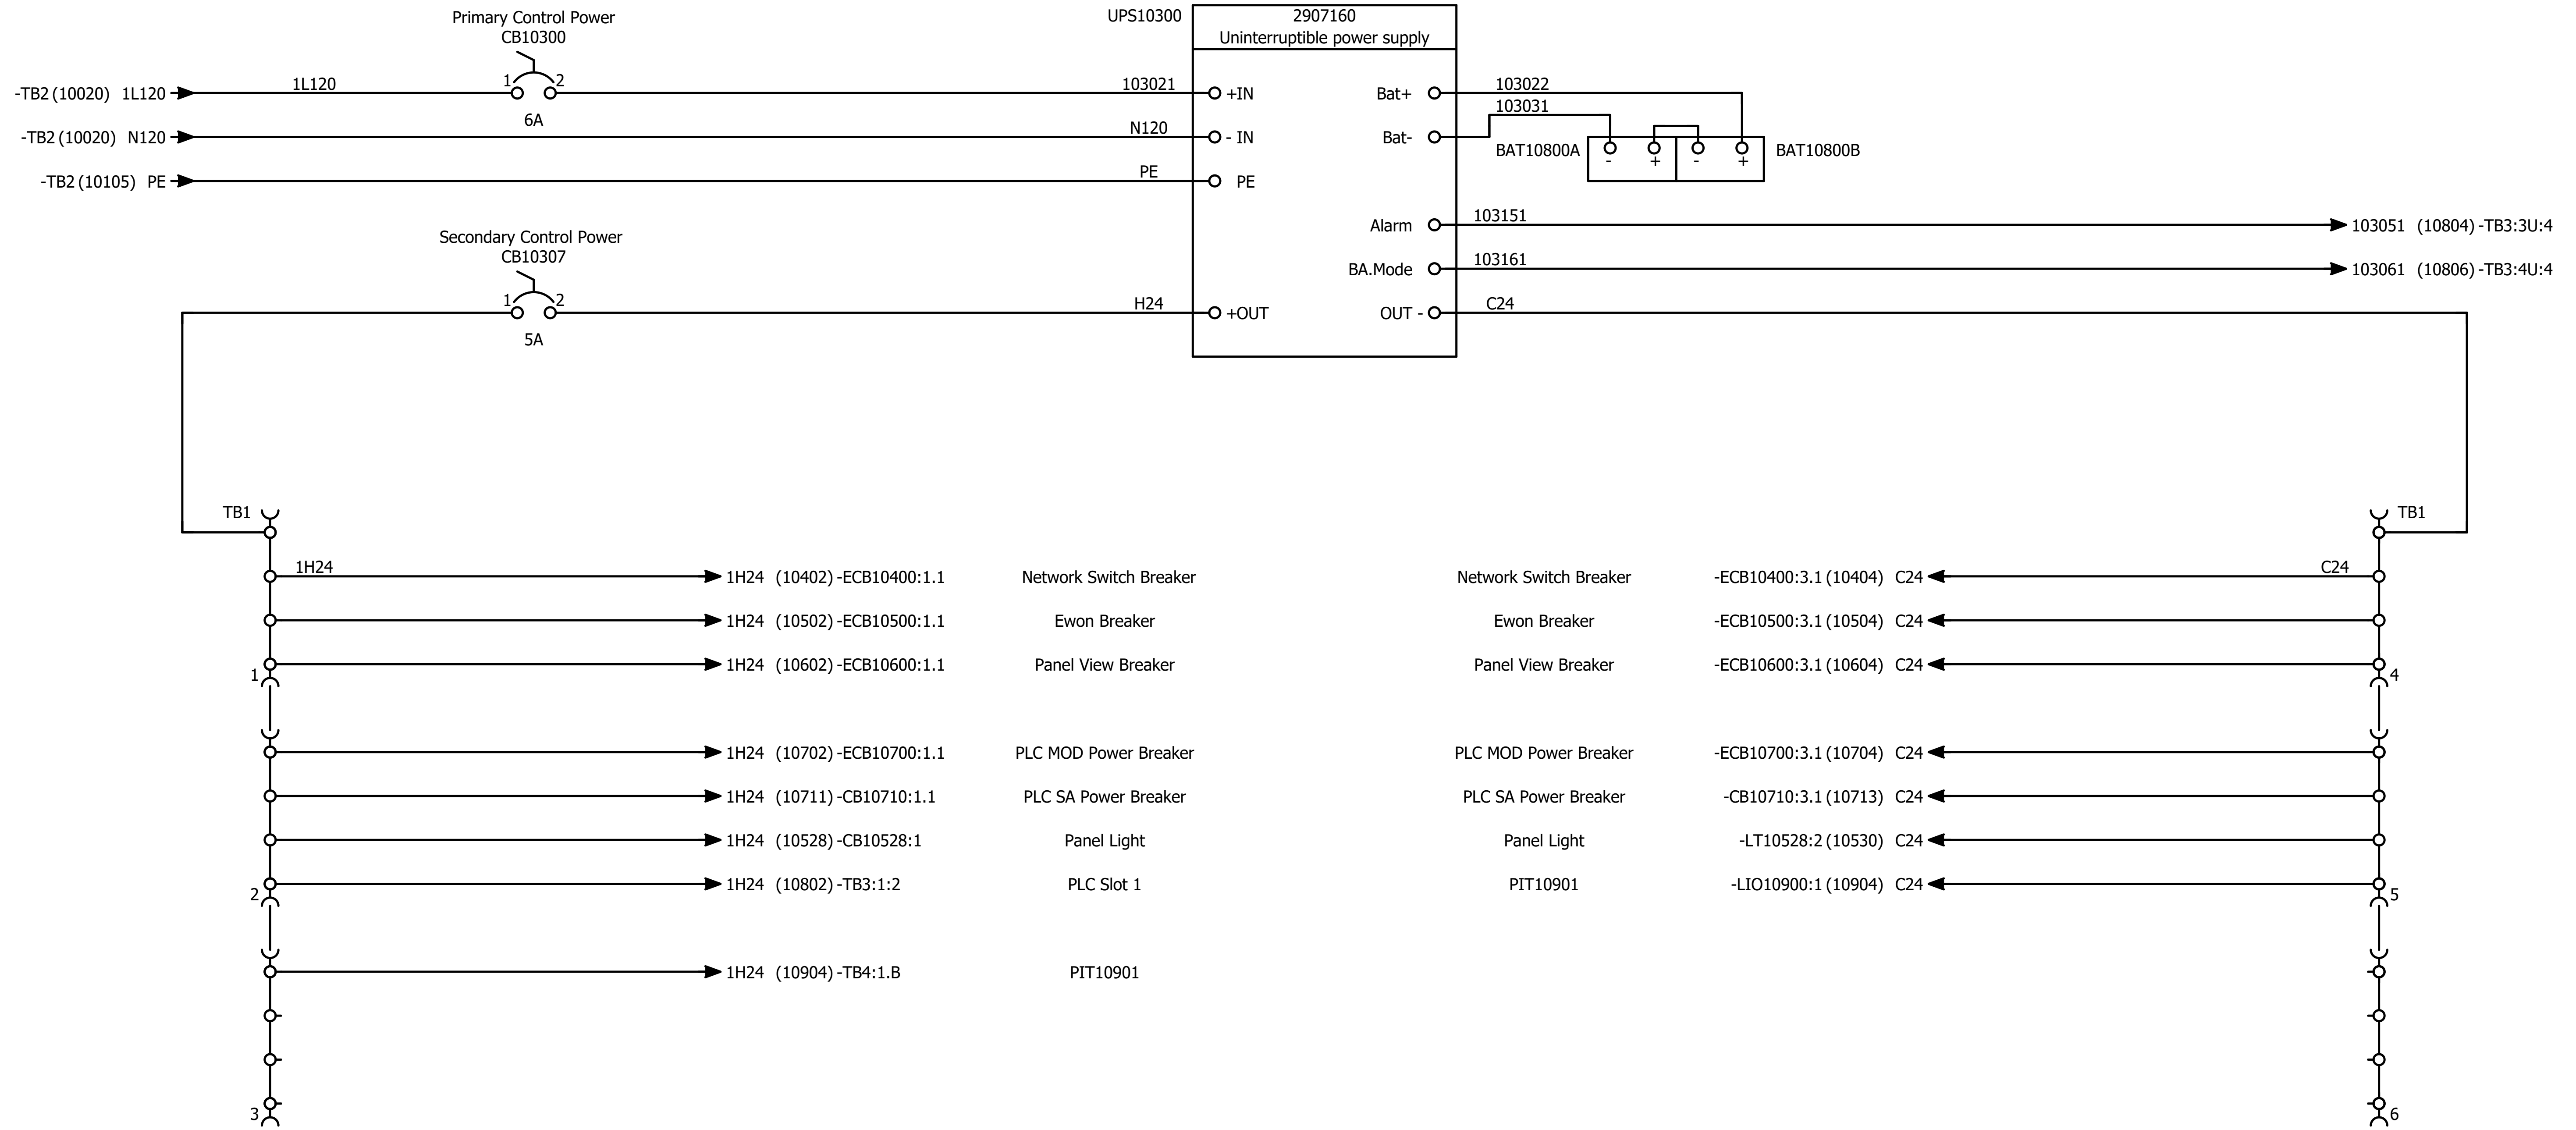 Primary Control Power
CB10300
UPS10300
2907160
Uninterruptible power supply
-TB2 (10020) 1L120
1L120
1
2
6A
103021
+IN
Bat+
103022
103031
-TB2 (10020) N120
N120
- IN
Bat-
BAT10800A
-
+
-
+
BAT10800B
-TB2 (10105) PE
PE
PE
Alarm
103151
103051 (10804) -TB3:3U:4
Secondary Control Power
CB10307
BA.Mode
103161
103061 (10806) -TB3:4U:4
1
2
5A
H24
+OUT
OUT -
C24
TB1
TB1
1H24
1H24 (10402) -ECB10400:1.1
Network Switch Breaker
Network Switch Breaker
-ECB10400:3.1 (10404) C24
C24
1H24 (10502) -ECB10500:1.1
Ewon Breaker
Ewon Breaker
-ECB10500:3.1 (10504) C24
1
1H24 (10602) -ECB10600:1.1
Panel View Breaker
Panel View Breaker
-ECB10600:3.1 (10604) C24
4
1H24 (10702) -ECB10700:1.1
PLC MOD Power Breaker
PLC MOD Power Breaker
-ECB10700:3.1 (10704) C24
1H24 (10711) -CB10710:1.1
PLC SA Power Breaker
PLC SA Power Breaker
-CB10710:3.1 (10713) C24
1H24 (10528) -CB10528:1
Panel Light
Panel Light
-LT10528:2 (10530) C24
2
1H24 (10802) -TB3:1:2
PLC Slot 1
PIT10901
-LIO10900:1 (10904) C24
5
1H24 (10904) -TB4:1.B
PIT10901
3
6